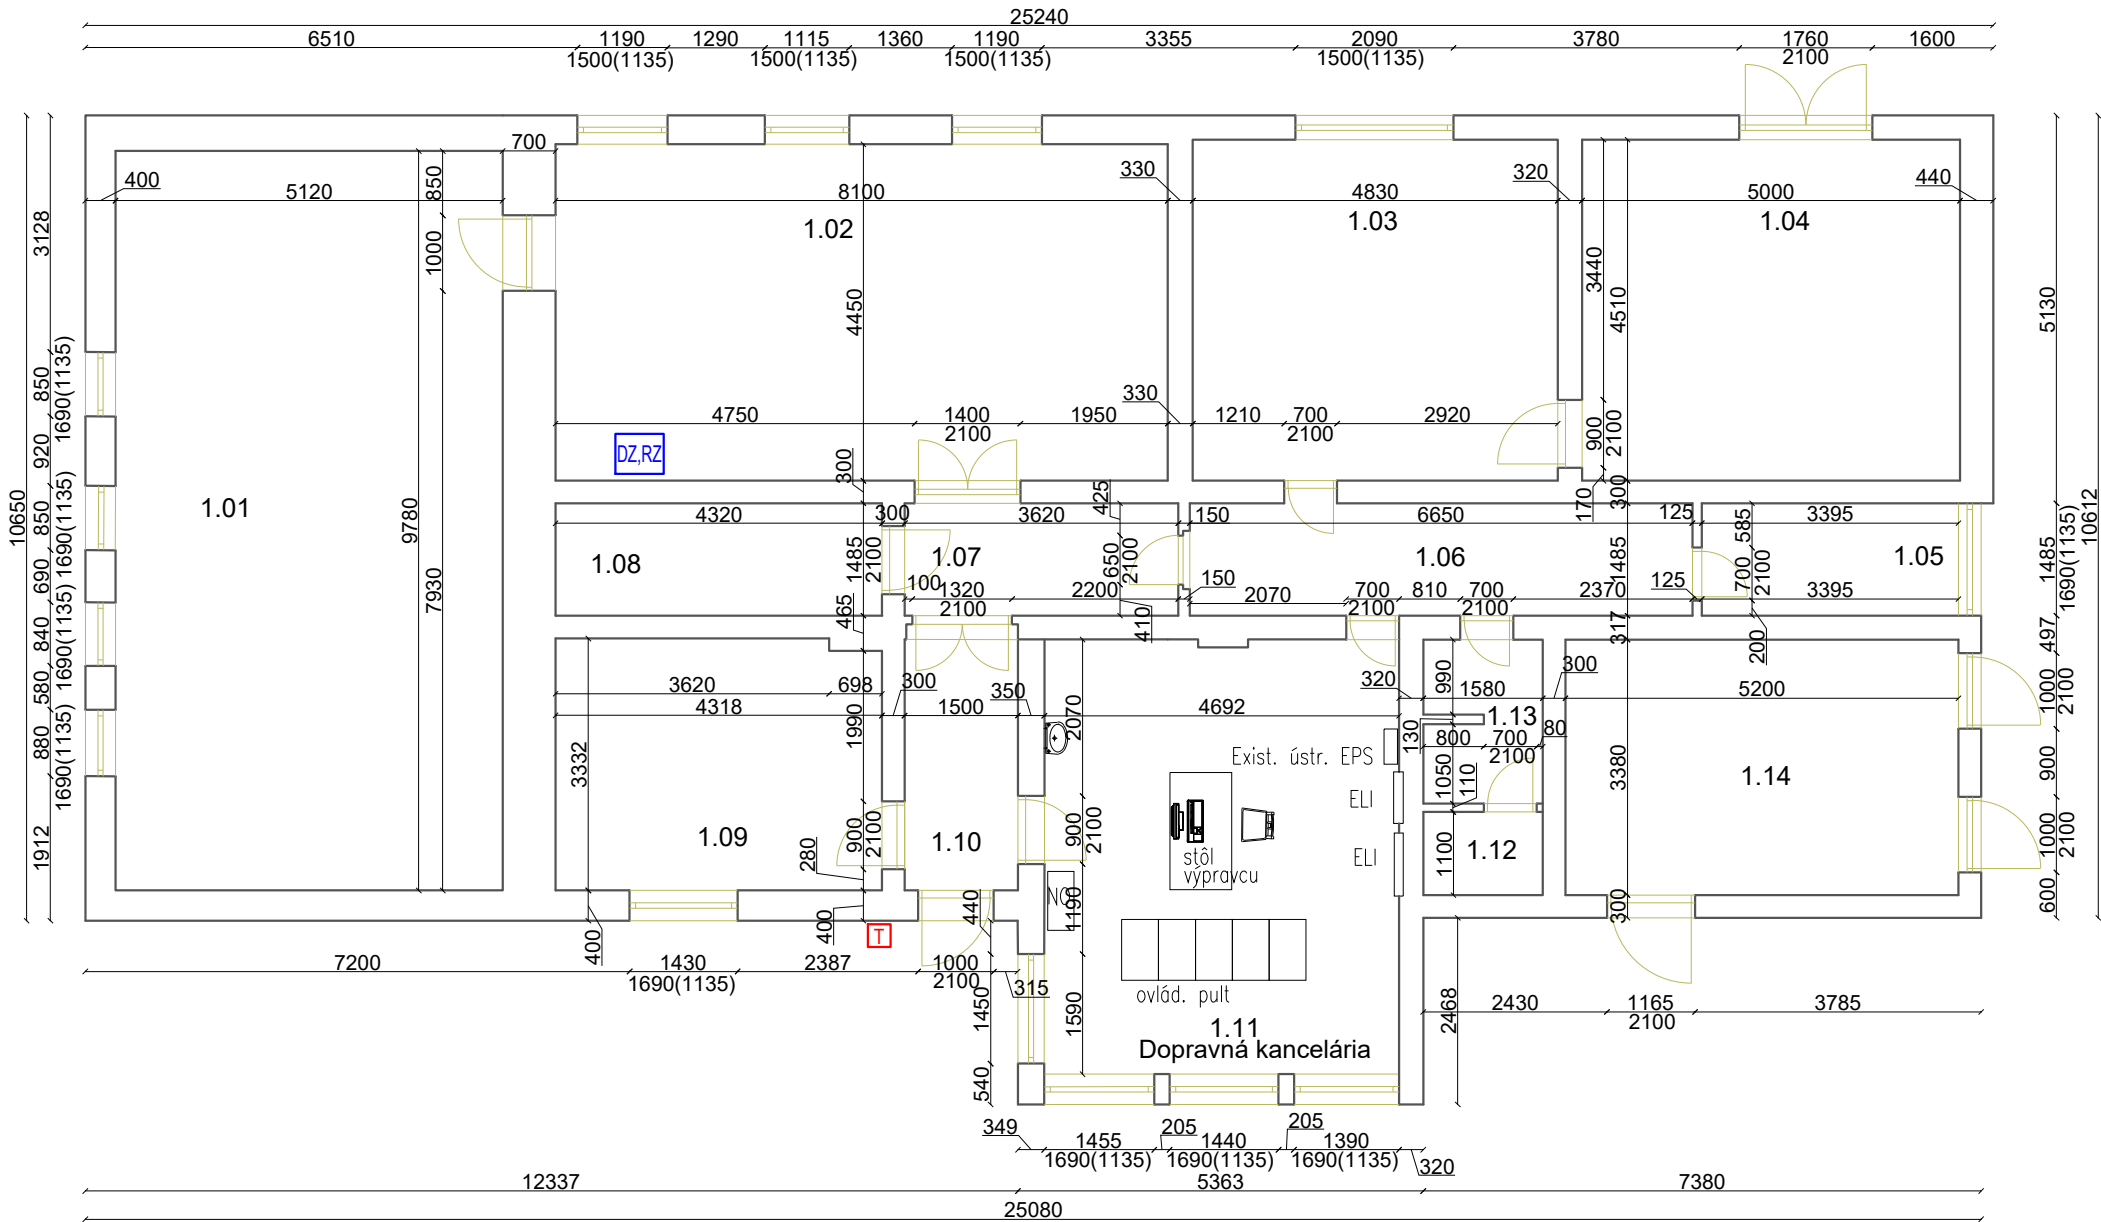 25240
6510 1190 1290 1115 1360 1190 3355 2090 3780 1760 1600
1500(1135) 1500(1135) 1500(1135) 1500(1135) 2100
700
400 5120 850 8100 330 4830 320 5000 440
1.02 1.03 1.04
3128 1000 4450 3440 4510 5130
10650 10612
850 1690(1135)
920
850 1690(1135)
690
840 1690(1135)
580
880 1690(1135)
1912
9780 7930
1.01
4750 1400 1950 330 1210 700 2920 900 2100
2100 2100
DZ,RZ
300 425 170 300
4320 300 3620 150 6650 125 3395
585
1.08 1.07 1.06 1.05
1485 2100 650 2100 1485 700 2100 1485 1690(1135)
100 1320 2200 150 2070 700 810 700 2370 125 3395
2100 2100 2100
465 410 317 200 497
3620 698 300 350 320 990 1580 300 5200
4318 1500 4692
1990 2070 1.13 1000 2100
130 800 700 80
2100
3332 Exist. ústr. EPS 1050 110 3380 900
1.14
ELI
1.09 1.10 900 2100 900 2100
stôl ELI 1.12 1000 2100
výpravcu
280 1100
1190 440 600
400 400 300
T
7200 1430 2387 1000 315
1690(1135) 2100
1450 1590 ovlád. pult 2468 2430 1165 3785
2100
1.11
Dopravná kancelária
540
349 1455 205 1440 205 1390 320
1690(1135) 1690(1135) 1690(1135)
12337 5363 7380
25080